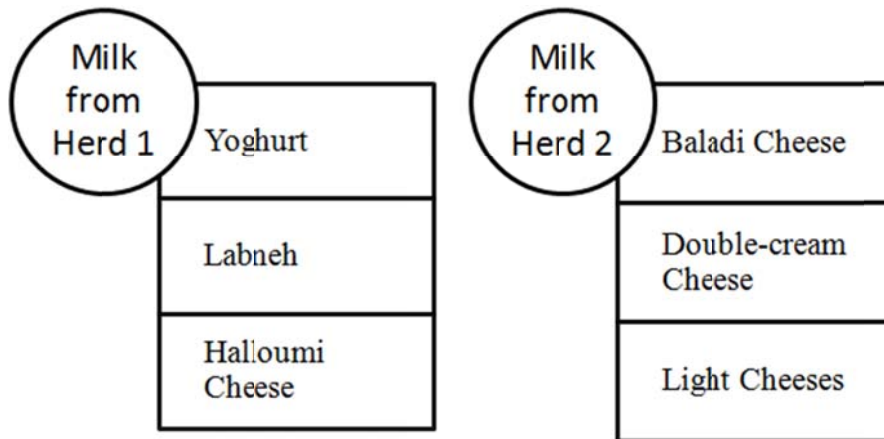 Milk
from
Herd 1
Yoghurt
Labneh
Halloumi
Cheese
Milk
from
Herd 2
Baladi Cheese
Double-cream
Cheese
Light Cheeses